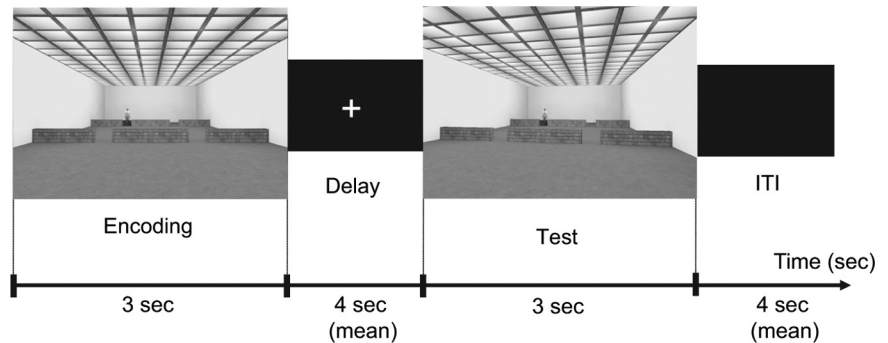 +
Encoding
Delay
Test
ITI
Time (sec)
3 sec
4 sec
(mean)
3 sec
4 sec
(mean)